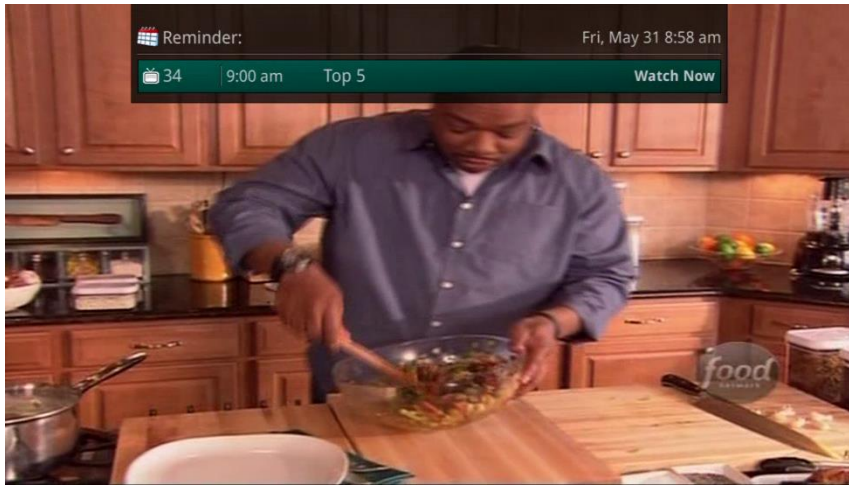 Reminder:
Fri, May 31 8:58 am
34 9:00 am Top 5 Watch Now
food
network